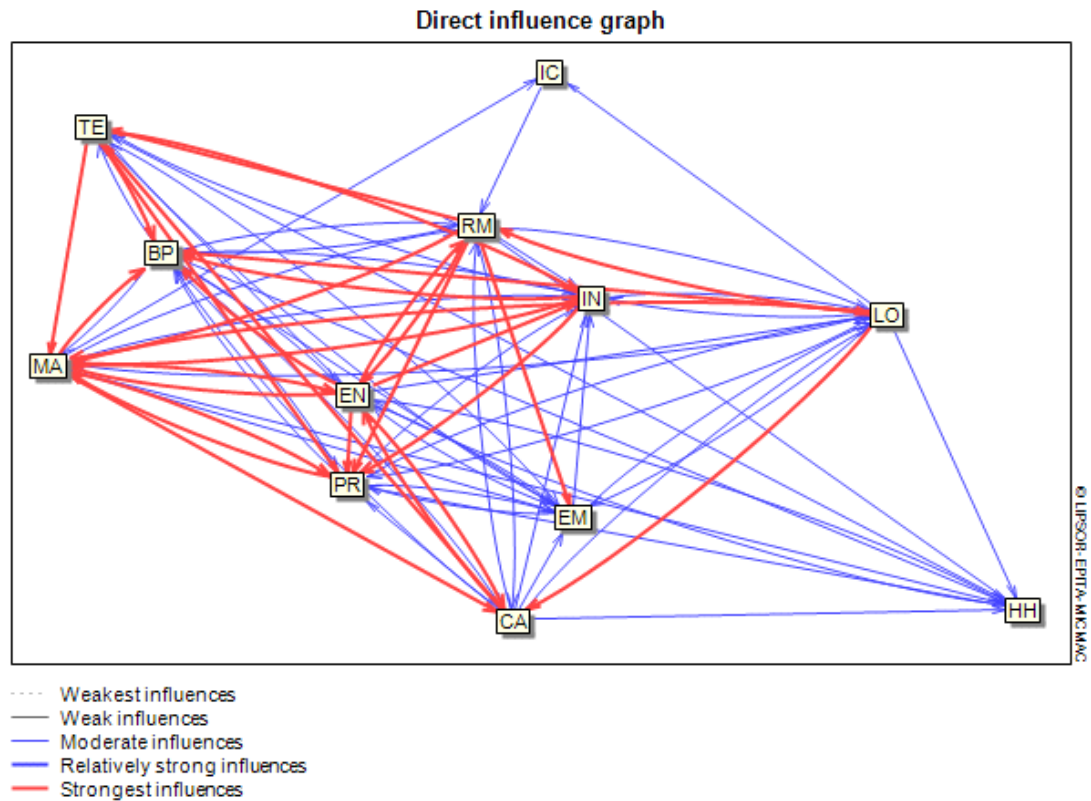 Direct influence graph
IC
TE
RM
BP
IN
LO
MA
EN
PR
EM
HH
CA
© LIPSOR-EPITA-MICMAC
Weakest influences
Weak influences
Moderate influences
Relatively strong influences
Strongest influences